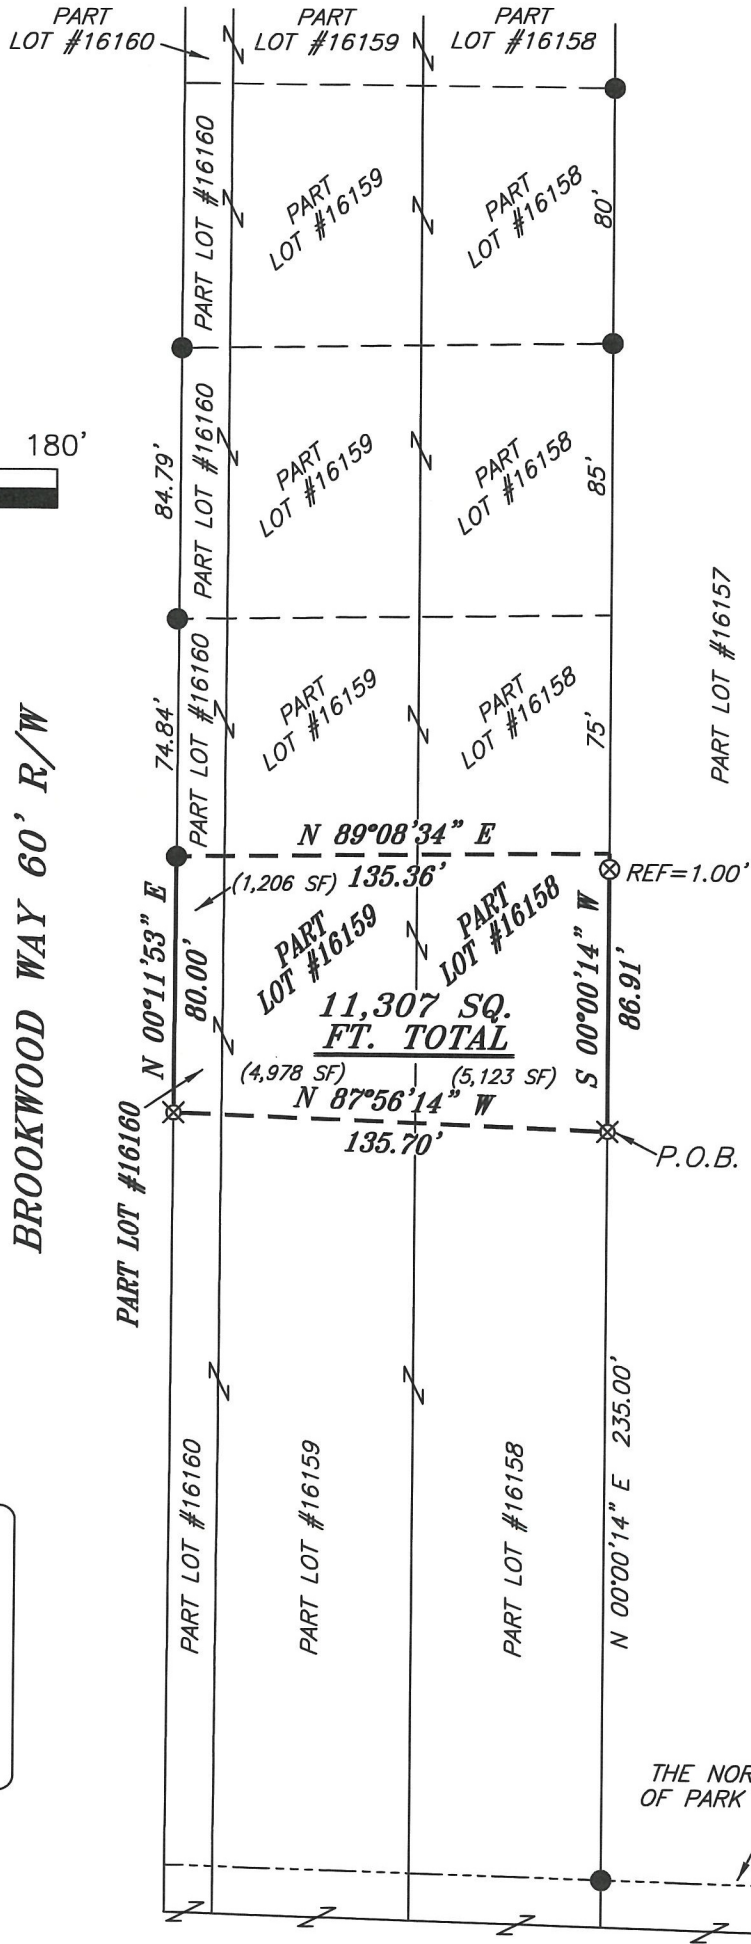 PART
LOT #16160
PART
LOT #16159
PART
LOT #16158
PART LOT #16160
PART
LOT #16159
PART
LOT #16158
80'
180'
84.79'
PART LOT #16160
PART
LOT #16159
PART
LOT #16158
85'
PART LOT #16157
BROOKWOOD WAY 60' R/W
74.84'
PART LOT #16160
PART
LOT #16159
PART
LOT #16158
75'
N 89°08'34" E
135.36'
REF=1.00'
N 00°11'53" E
80.00'
(1,206 SF)
PART
LOT #16159
PART
LOT #16158
S 00°00'14" W
86.91'
11,307 SQ.
FT. TOTAL
(4,978 SF)
(5,123 SF)
N 87°56'14" W
135.70'
P.O.B.
PART LOT #16160
PART LOT #16160
PART LOT #16159
PART LOT #16158
N 00°00'14" E 235.00'
THE NOR
OF PARK